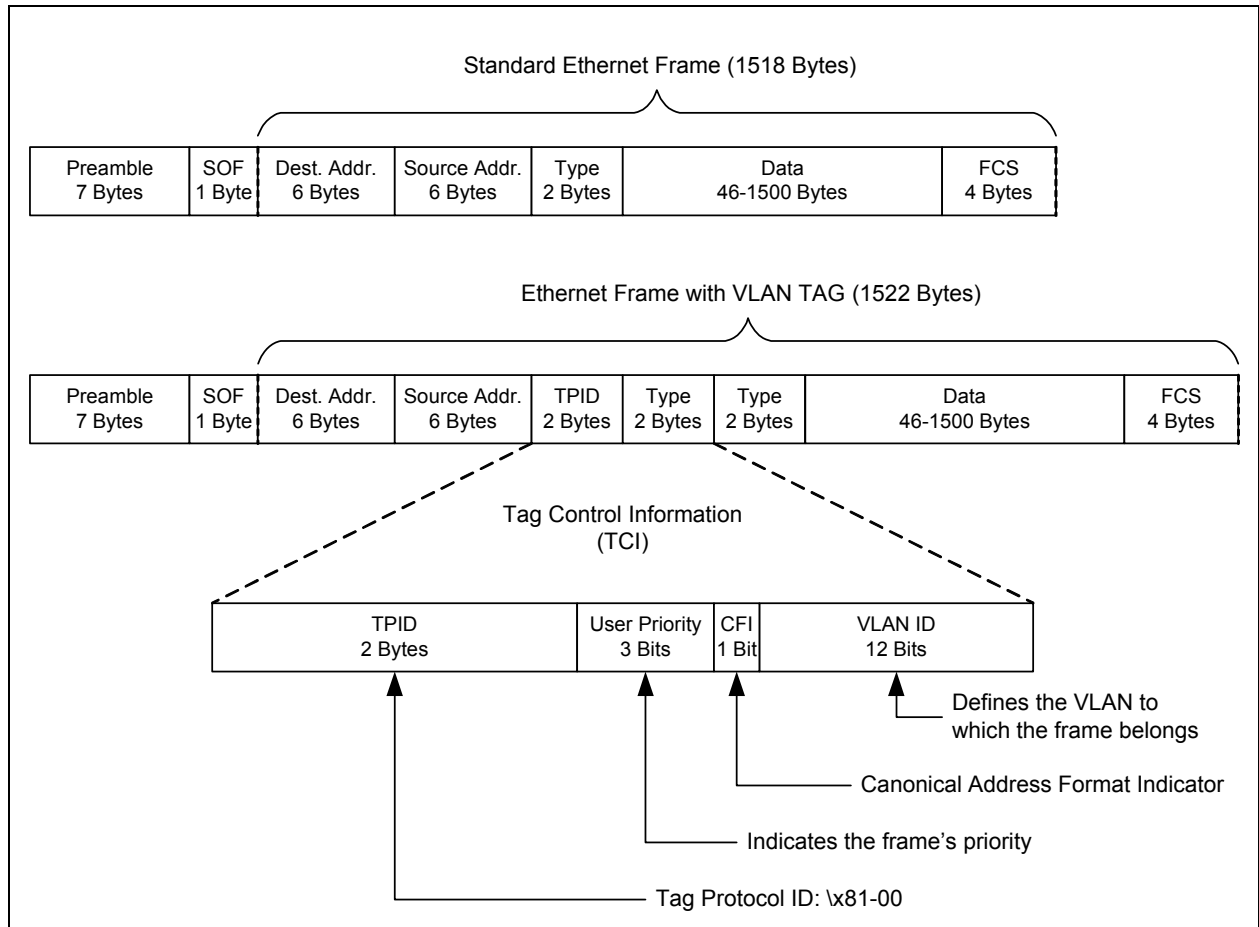 Standard Ethernet Frame (1518 Bytes)
Preamble
7 Bytes
SOF
1 Byte
Dest. Addr.
6 Bytes
Source Addr.
6 Bytes
Type
2 Bytes
Data
46-1500 Bytes
FCS
4 Bytes
Ethernet Frame with VLAN TAG (1522 Bytes)
Preamble
7 Bytes
SOF
1 Byte
Dest. Addr.
6 Bytes
Source Addr.
6 Bytes
TPID
2 Bytes
Type
2 Bytes
Type
2 Bytes
Data
46-1500 Bytes
FCS
4 Bytes
Tag Control Information
(TCI)
TPID
2 Bytes
User Priority
3 Bits
CFI
1 Bit
VLAN ID
12 Bits
Defines the VLAN to
which the frame belongs
Canonical Address Format Indicator
Indicates the frame's priority
Tag Protocol ID: \x81-00